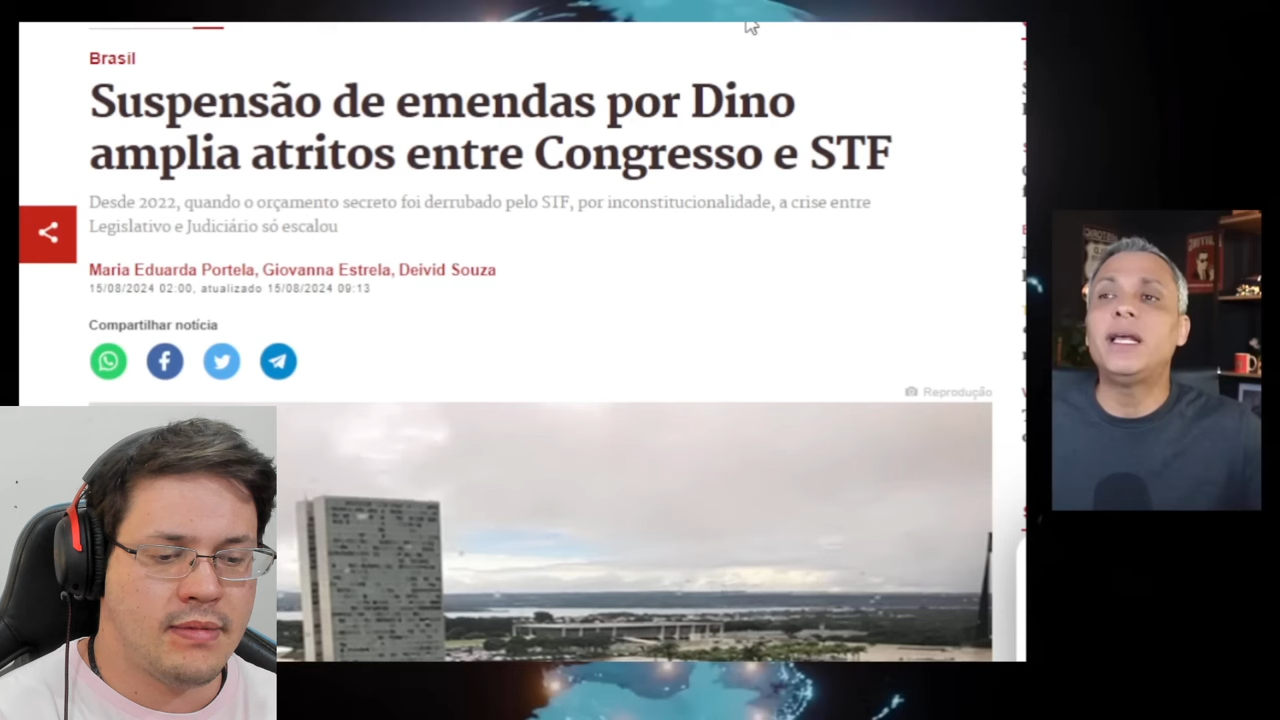 Brasil
Suspensão de emendas por Dino
amplia atritos entre Congresso e STF
Desde 2022, quando o orçamento secreto foi derrubado pelo STF, por inconstitucionalidade, a crise entre
Legislativo e Judiciário só escalou
Maria Eduarda Portela, Giovanna Estrela, Deivid Souza
15/08/2024 02:00, atualizado 15/08/2024 09:13
Compartilhar notícia
Reprodução